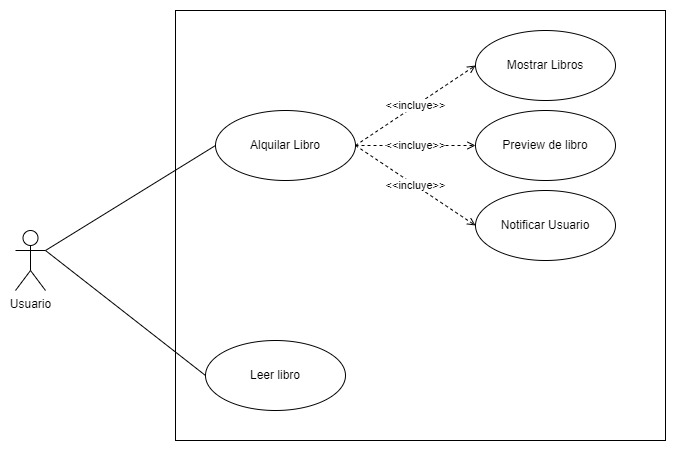 Mostrar Libros
<<incluye>>
Alquilar Libro
<<incluye>>
Preview de libro
<<incluye>>
Notificar Usuario
Usuario
Leer libro